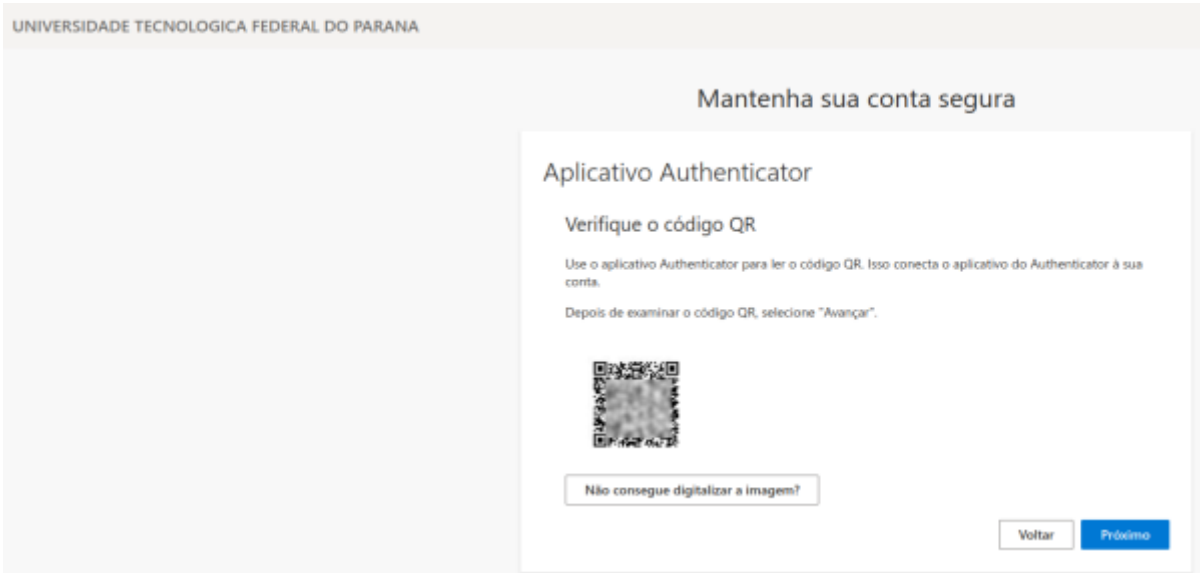 UNIVERSIDADE TECNOLOGICA FEDERAL DO PARANA
Mantenha sua conta segura
Aplicativo Authenticator
Verifique o código QR
Use o aplicativo Authenticator para ler o código QR. Isso conecta o aplicativo do Authenticator à sua
conta.
Depois de examinar o código QR, selecione "Avançar".
Não consegue digitalizar a imagem?
Voltar
Próximo